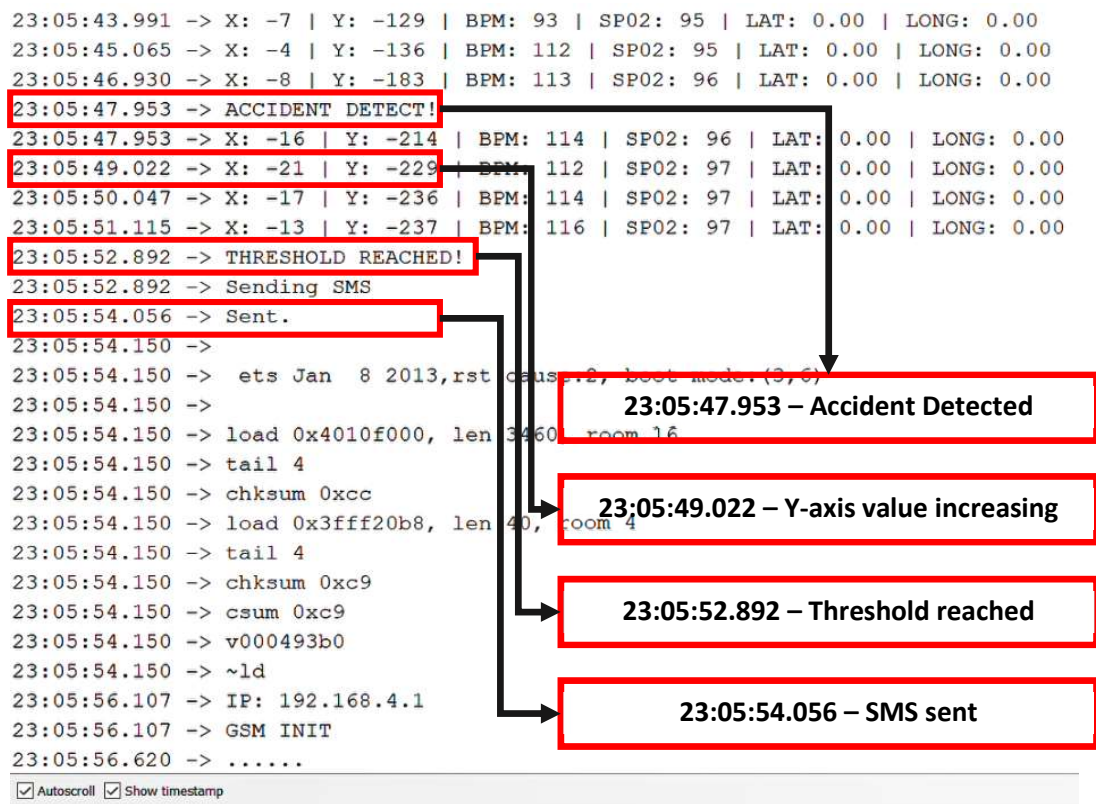 23:05:43.991 -> X: -7 | Y: -129 | BPM: 93 | SP02: 95 | LAT: 0.00 | LONG: 0.00
23:05:45.065 -> X: -4 | Y: -136 | BPM: 112 | SP02: 95 | LAT: 0.00 | LONG: 0.00
23:05:46.930 -> X: -8 | Y: -183 | BPM: 113 | SP02: 96 | LAT: 0.00 | LONG: 0.00
23:05:47.953 -> ACCIDENT DETECT!
23:05:47.953 -> X: -16 | Y: -214 | BPM: 114 | SP02: 96 | LAT: 0.00 | LONG: 0.00
23:05:49.022 -> X: -21 | Y: -229 | BPM: 112 | SP02: 97 | LAT: 0.00 | LONG: 0.00
23:05:50.047 -> X: -17 | Y: -236 | BPM: 114 | SP02: 97 | LAT: 0.00 | LONG: 0.00
23:05:51.115 -> X: -13 | Y: -237 | BPM: 116 | SP02: 97 | LAT: 0.00 | LONG: 0.00
23:05:52.892 -> THRESHOLD REACHED!
23:05:52.892 -> Sending SMS
23:05:54.056 -> Sent.
23:05:54.150 ->
23:05:54.150 -> ets Jan 8 2013,rst cause:2, boot mode:(3,6)
23:05:54.150 ->
23:05:54.150 -> load 0x4010f000, len 3460, room 16
23:05:54.150 -> tail 4
23:05:54.150 -> chksum 0xcc
23:05:54.150 -> load 0x3fff20b8, len 40, room 4
23:05:54.150 -> tail 4
23:05:54.150 -> chksum 0xc9
23:05:54.150 -> csum 0xc9
23:05:54.150 -> v000493b0
23:05:54.150 -> ~ld
23:05:56.107 -> IP: 192.168.4.1
23:05:56.107 -> GSM INIT
23:05:56.620 -> ......
23:05:47.953 – Accident Detected
23:05:49.022 – Y-axis value increasing
23:05:52.892 – Threshold reached
23:05:54.056 – SMS sent
Autoscroll Show timestamp